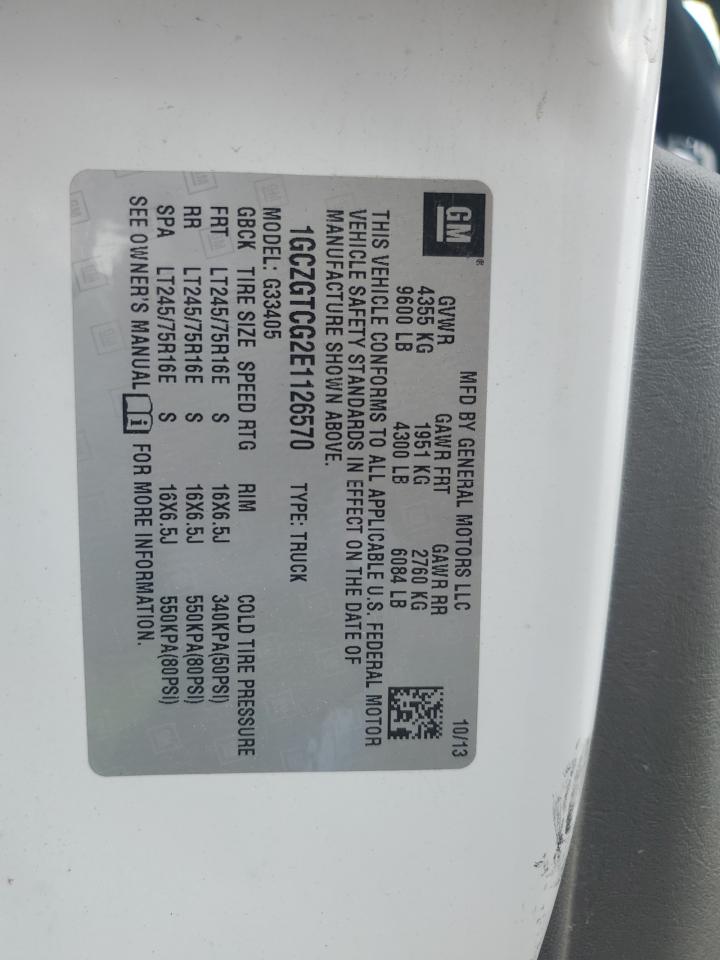 GM®
MFD BY GENERAL MOTORS LLC 10/13
GVWR GAWR FRT GAWR RR
4355 KG 1951 KG 2760 KG
9600 LB 4300 LB 6084 LB
THIS VEHICLE CONFORMS TO ALL APPLICABLE U.S. FEDERAL MOTOR
VEHICLE SAFETY STANDARDS IN EFFECT ON THE DATE OF
MANUFACTURE SHOWN ABOVE.
1GCZGTCG2E1126570 TYPE: TRUCK
MODEL: G33405
GBCK TIRE SIZE SPEED RTG RIM COLD TIRE PRESSURE
FRT LT245/75R16E S 16X6.5J 340KPA(50PSI)
RR LT245/75R16E S 16X6.5J 550KPA(80PSI)
SPA LT245/75R16E S 16X6.5J 550KPA(80PSI)
SEE OWNER'S MANUAL FOR MORE INFORMATION.